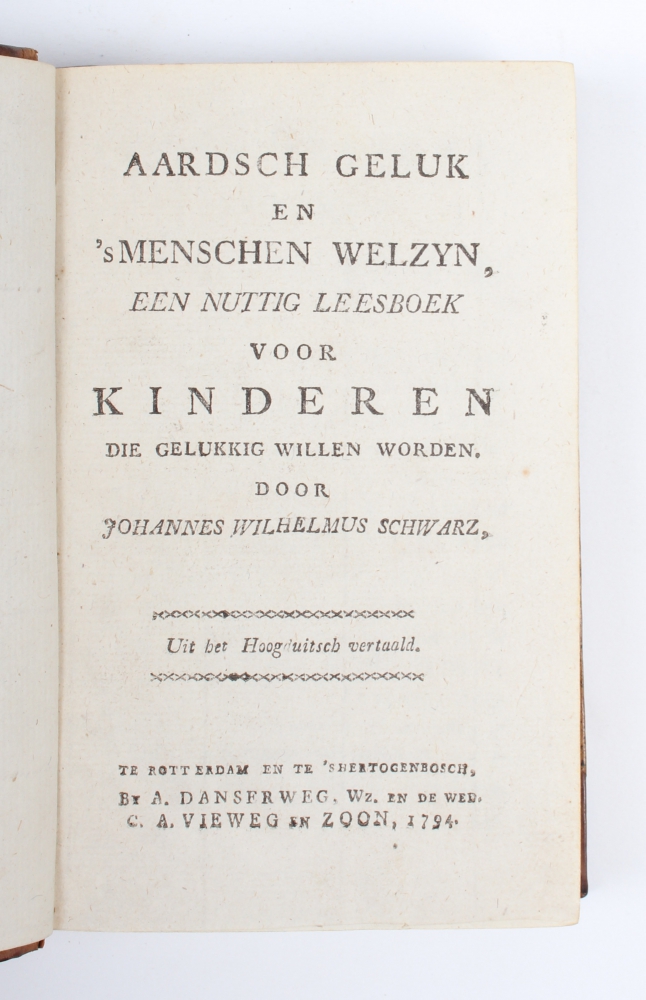 AARDSCH GELUK
EN
'sMENSCHEN WELZYN,
EEN NUTTIG LEESBOEK
VOOR
KINDEREN
DIE GELUKKIG WILLEN WORDEN.
DOOR
JOHANNES WILHELMUS SCHWARZ,
Uit het Hoogduitsch vertaald.
TE ROTTERDAM EN TE 'SHERTOGENBOSCH,
BY A. DANSERWEG, WZ. EN DE WED.
C. A. VIEWEG EN ZOON, 1794.